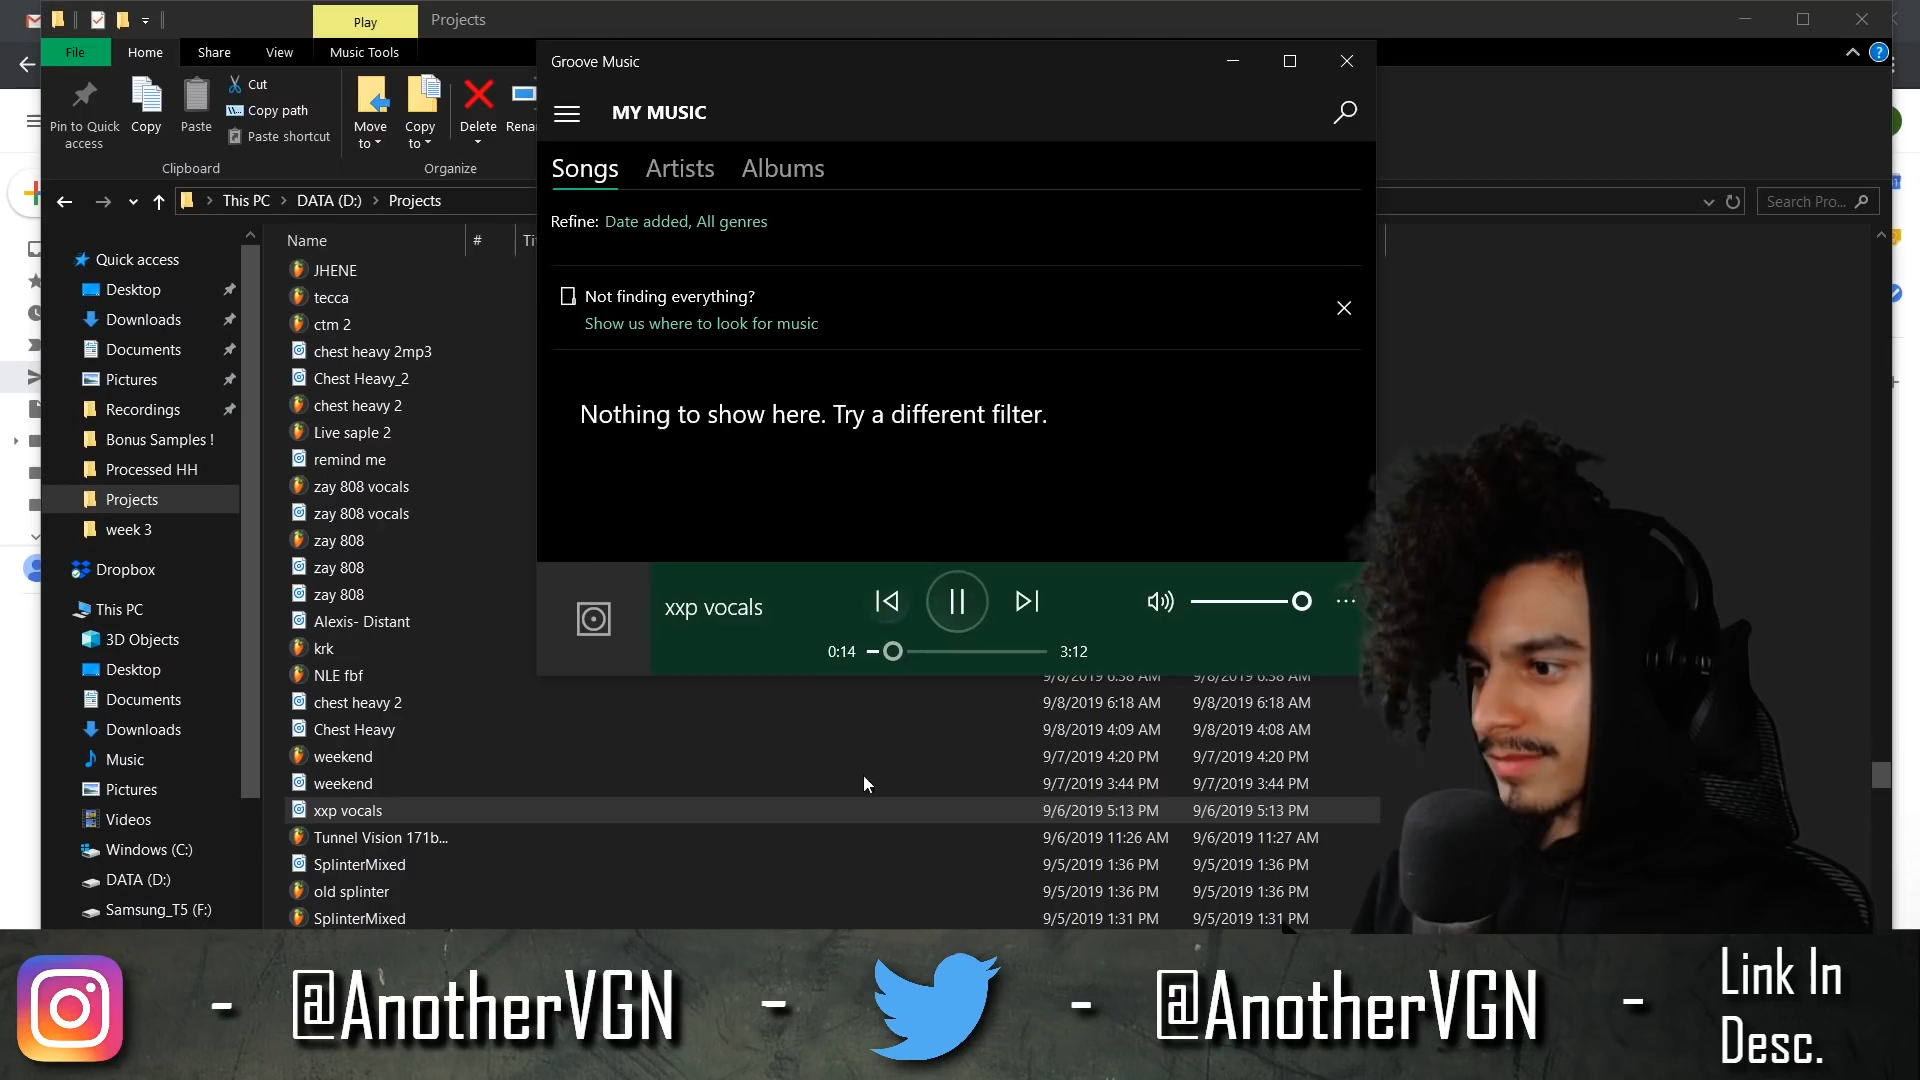 Play
Projects
File
Home
Share
View
Music Tools
Pin to Quick access
Copy
Paste
Cut
Copy path
Paste shortcut
Clipboard
Move to
Copy to
Delete
Organize
This PC
DATA (D:)
Projects
Search Pro...
Quick access
Desktop
Downloads
Documents
Pictures
Recordings
Bonus Samples !
Processed HH
Projects
week 3
Dropbox
This PC
3D Objects
Desktop
Documents
Downloads
Music
Pictures
Videos
Windows (C:)
DATA (D:)
Samsung_T5 (F:)
Name
#
JHENE
tecca
ctm 2
chest heavy 2mp3
Chest Heavy_2
chest heavy 2
Live saple 2
remind me
zay 808 vocals
zay 808 vocals
zay 808
zay 808
zay 808
Alexis- Distant
krk
NLE fbf
chest heavy 2 9/8/2019 6:18 AM 9/8/2019 6:18 AM
Chest Heavy 9/8/2019 4:09 AM 9/8/2019 4:08 AM
weekend 9/7/2019 4:20 PM 9/7/2019 4:20 PM
weekend 9/7/2019 3:44 PM 9/7/2019 3:44 PM
xxp vocals 9/6/2019 5:13 PM 9/6/2019 5:13 PM
Tunnel Vision 171b... 9/6/2019 11:26 AM 9/6/2019 11:27 AM
SplinterMixed 9/5/2019 1:36 PM 9/5/2019 1:36 PM
old splinter 9/5/2019 1:36 PM 9/5/2019 1:36 PM
SplinterMixed 9/5/2019 1:31 PM 9/5/2019 1:31 PM
Groove Music
MY MUSIC
Songs
Artists
Albums
Refine: Date added, All genres
Not finding everything?
Show us where to look for music
Nothing to show here. Try a different filter.
xxp vocals
0:14
3:12
- @AnotherVGN - - @AnotherVGN -
Link In
Desc.